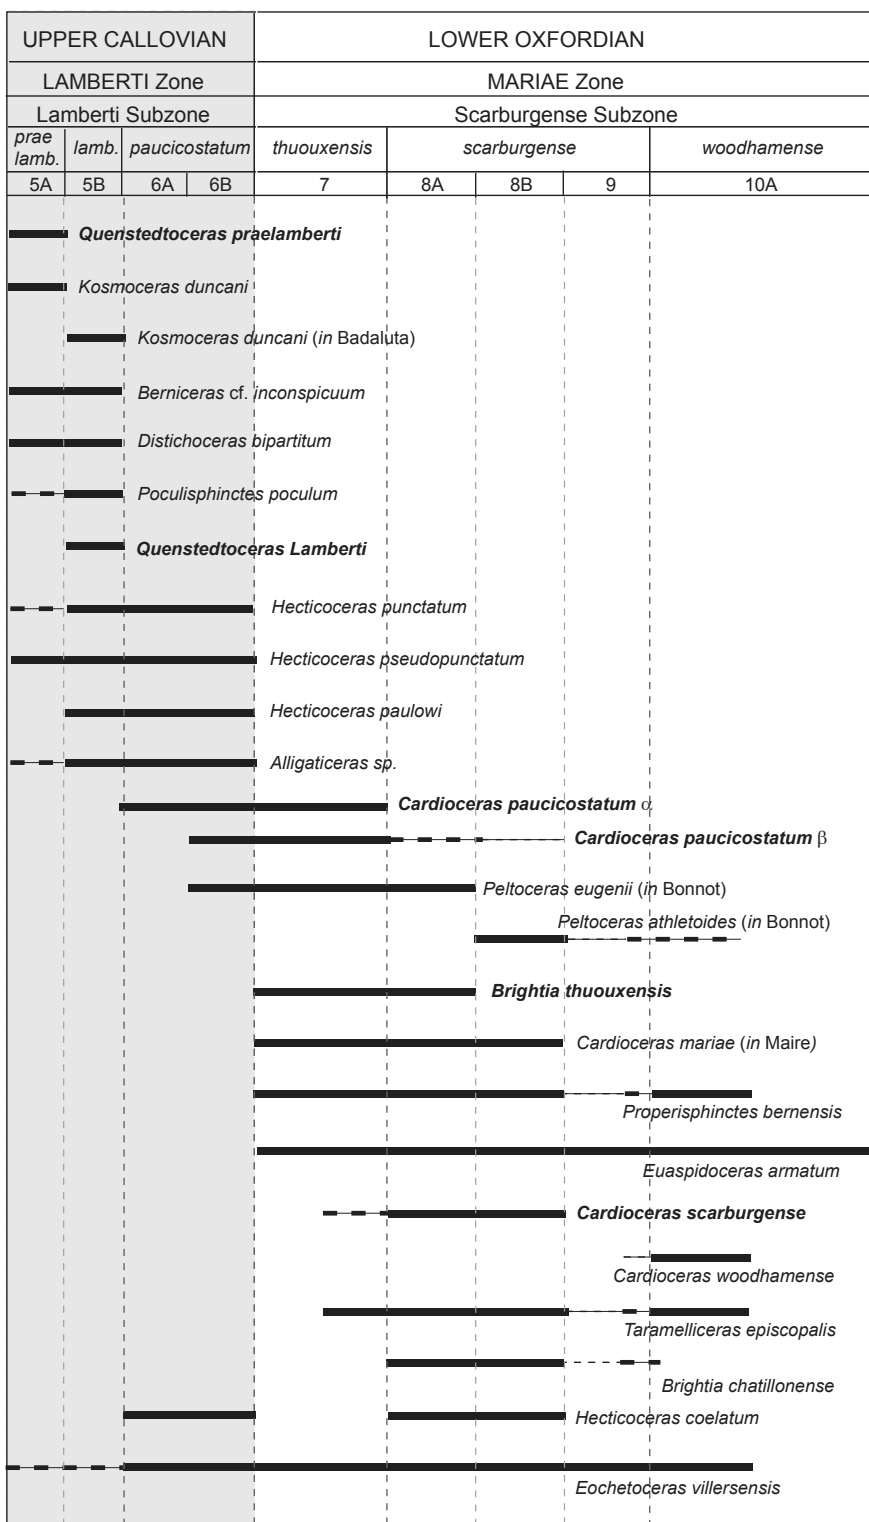 UPPER CALLOVIAN LOWER OXFORDIAN
LAMBERTI Zone MARIAE Zone
Lamberti Subzone Scarburgense Subzone
prae lamb. lamb. paucicostatum thuouxensis scarburgense woodhamense
5A 5B 6A 6B 7 8A 8B 9 10A
Quenstedtoceras praelamberti
Kosmoceras duncani
Kosmoceras duncani (in Badaluta)
Berniceras cf. inconspicuum
Distichoceras bipartitum
Poculisphinctes poculum
Quenstedtoceras Lamberti
Hecticoceras punctatum
Hecticoceras pseudopunctatum
Hecticoceras paulowi
Alligaticeras sp.
Cardioceras paucicostatum α
Cardioceras paucicostatum β
Peltoceras eugenii (in Bonnot)
Peltoceras athletoides (in Bonnot)
Brightia thuouxensis
Cardioceras mariae (in Maire)
Properisphinctes bernensis
Euaspidoceras armatum
Cardioceras scarburgense
Cardioceras woodhamense
Taramelliceras episcopalis
Brightia chatillonense
Hecticoceras coelatum
Eochetoceras villersensis